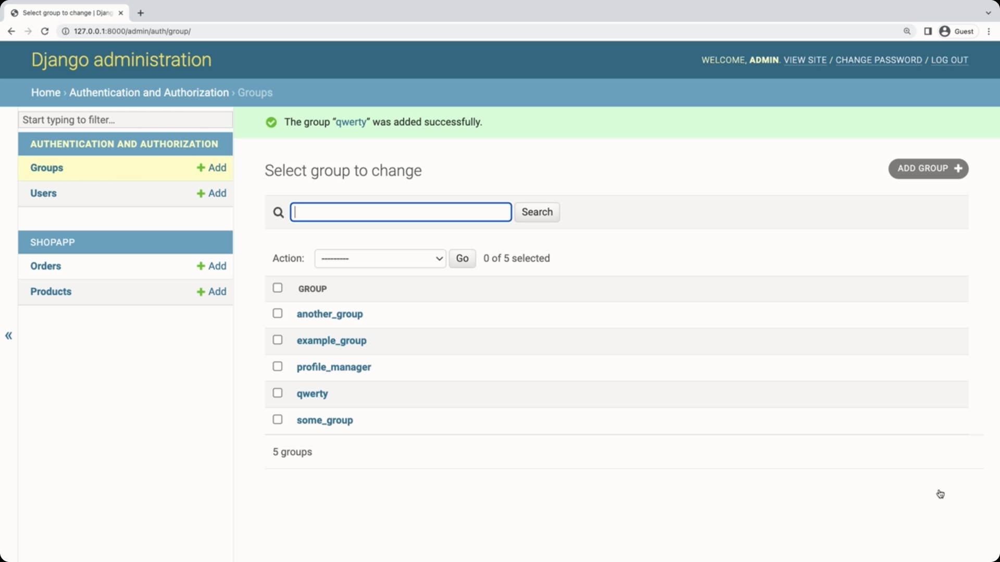 Select group to change | Djang
127.0.0.1:8000/admin/auth/group/
Guest
Django administration
WELCOME, ADMIN. VIEW SITE / CHANGE PASSWORD / LOG OUT
Home › Authentication and Authorization › Groups
Start typing to filter...
The group “qwerty” was added successfully.
AUTHENTICATION AND AUTHORIZATION
Groups + Add
Users + Add
SHOPAPP
Orders + Add
Products + Add
«
Select group to change
ADD GROUP +
Search
Action: --------- Go 0 of 5 selected
GROUP
another_group
example_group
profile_manager
qwerty
some_group
5 groups